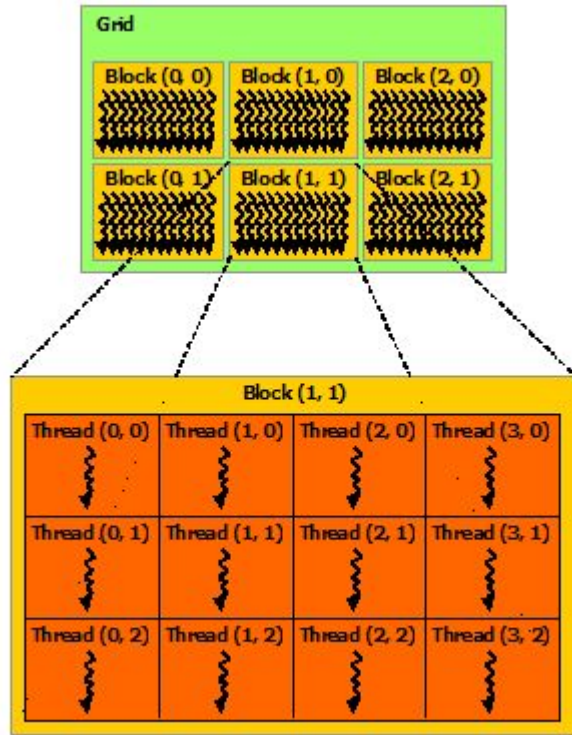 Grid
Block (0, 0) Block (1, 0) Block (2, 0)
Block (0, 1) Block (1, 1) Block (2, 1)
Block (1, 1)
Thread (0, 0) Thread (1, 0) Thread (2, 0) Thread (3, 0)
Thread (0, 1) Thread (1, 1) Thread (2, 1) Thread (3, 1)
Thread (0, 2) Thread (1, 2) Thread (2, 2) Thread (3, 2)